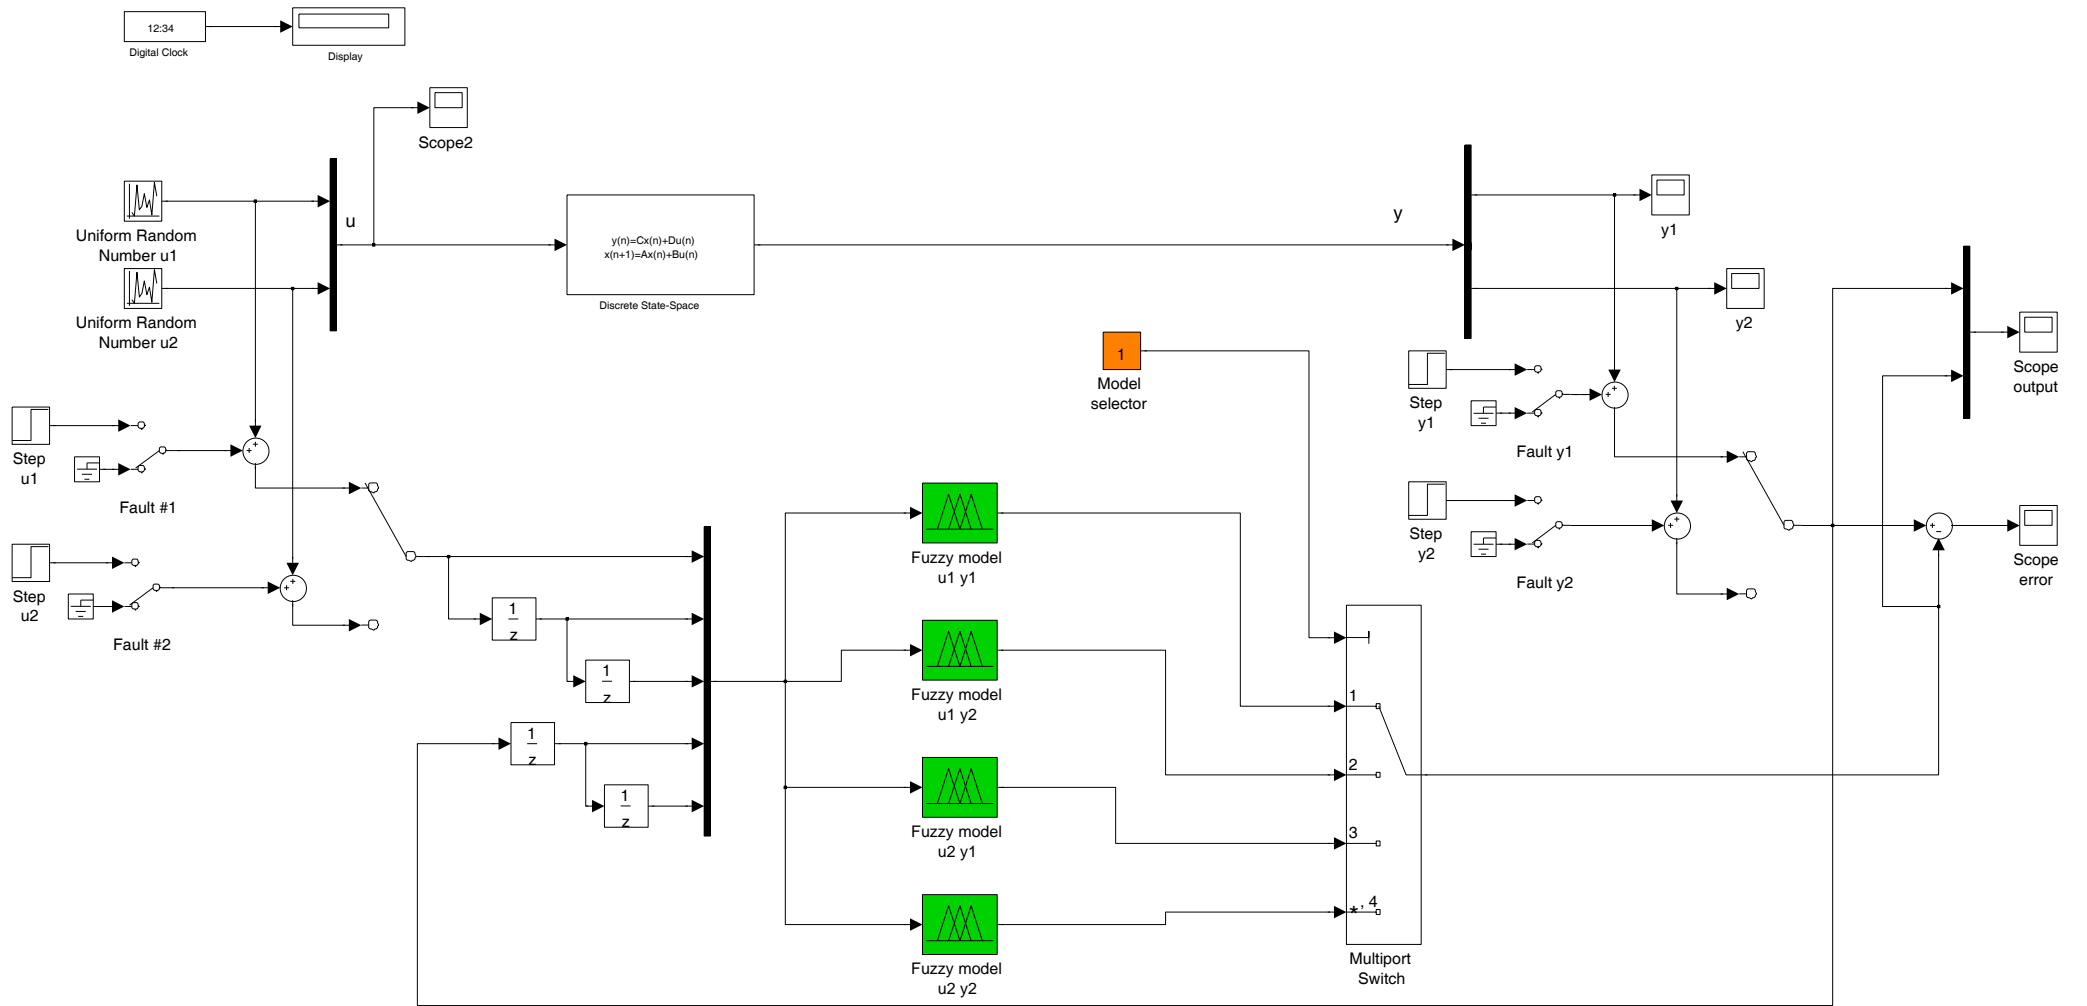 12:34
Digital Clock
Display
Scope2
Uniform Random
Number u1
u
Uniform Random
Number u2
y(n)=Cx(n)+Du(n)
x(n+1)=Ax(n)+Bu(n)
Discrete State-Space
y
y1
y2
1
Model
selector
Scope
output
Step
u1
+
+
Fault #1
Step
u2
+
+
Fault #2
Step
y1
+
+
Fault y1
Step
y2
+
+
Fault y2
+
-
Scope
error
1
z
1
z
1
z
1
z
Fuzzy model
u1 y1
Fuzzy model
u1 y2
Fuzzy model
u2 y1
Fuzzy model
u2 y2
1
2
3
*, 4
Multiport
Switch